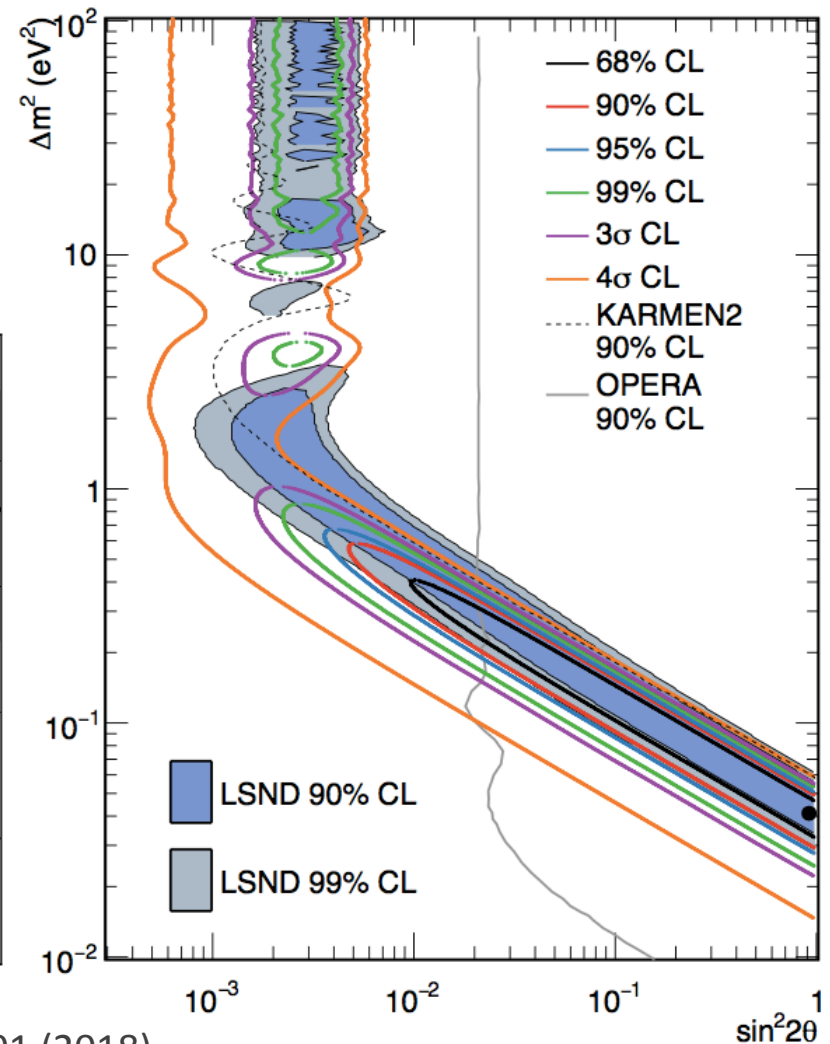 Δm² (eV²)
10²
10
1
10⁻¹
10⁻²
68% CL
90% CL
95% CL
99% CL
3σ CL
4σ CL
KARMEN2
90% CL
OPERA
90% CL
LSND 90% CL
LSND 99% CL
10⁻³ 10⁻² 10⁻¹ 1
sin²2θ
(2018)